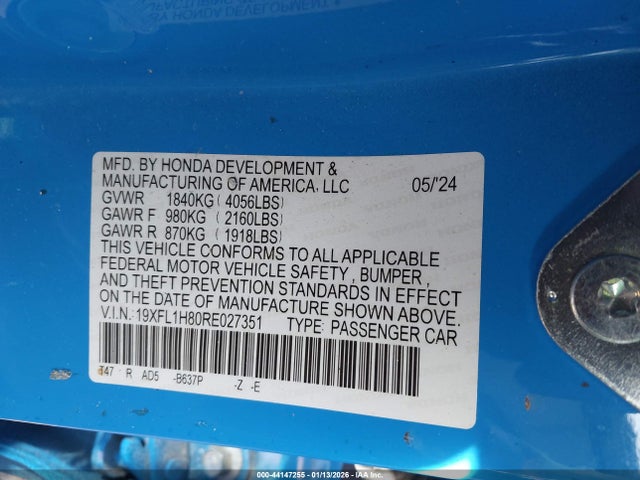 MFD. BY HONDA DEVELOPMENT &
MANUFACTURING OF AMERICA, LLC 05/'24
GVWR 1840KG (4056LBS)
GAWR F 980KG (2160LBS)
GAWR R 870KG (1918LBS)
THIS VEHICLE CONFORMS TO ALL APPLICABLE
FEDERAL MOTOR VEHICLE SAFETY, BUMPER,
AND THEFT PREVENTION STANDARDS IN EFFECT
ON THE DATE OF MANUFACTURE SHOWN ABOVE.
V.I.N.: 19XFL1H80RE027351 TYPE: PASSENGER CAR
T47 R AD5 -B637P -Z -E
000-44147255 - 01/13/2026 - IAA Inc.